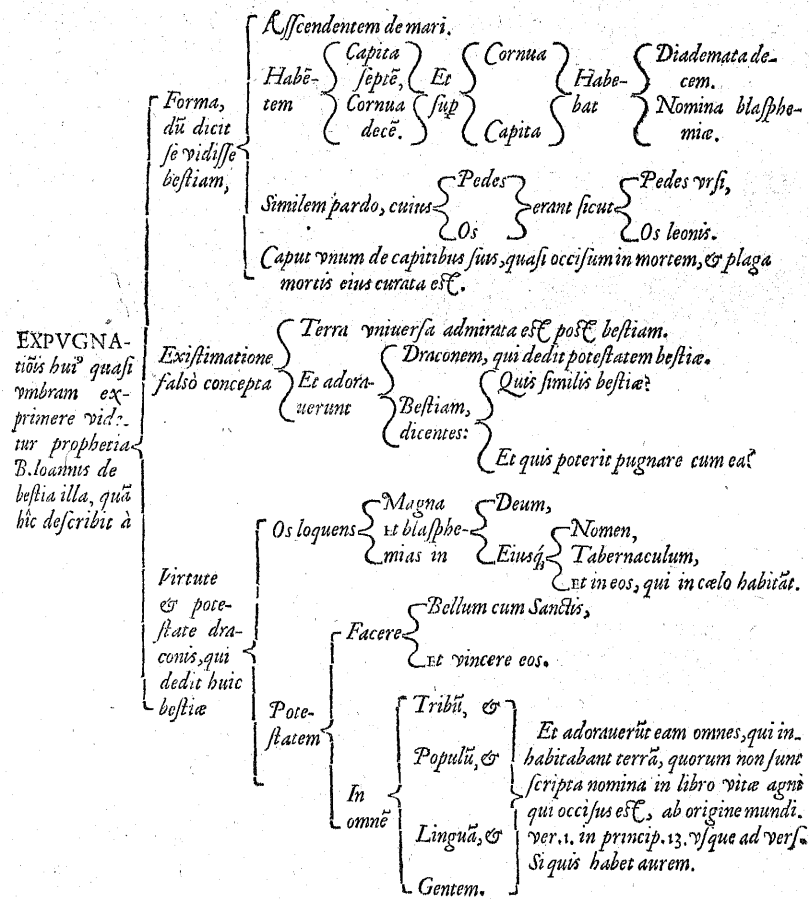 EXPVGNA-
tiõis huiꝰ quasi
vmbram ex-
primere vide-
tur prophetia
B. Ioannis de
bestia illa, quã
hîc describit à
Forma,
dũ dicit
se vidisse
bestiam,
Asscendentem de mari.
Habẽ-
tem
Capita
septẽ,
Cornua
decẽ.
Et
sup̃
Cornua
Capita
Habe-
bat
Diademata de-
cem.
Nomina blasphe-
miæ.
Similem pardo, cuius
Pedes
Os
erant sicut
Pedes vrsi,
Os leonis.
Caput vnum de capitibus suis, quasi occisum in mortem, & plaga
mortis eius curata est.
Existimatione
falsò concepta
Terra vniuersa admirata est post bestiam.
Et adora-
uerunt
Draconem, qui dedit potestatem bestiæ.
Bestiam,
dicentes:
Quis similis bestiæ?
Et quis poterit pugnare cum ea?
Virtute
& pote-
state dra-
conis, qui
dedit huic
bestiæ
Os loquens
Magna
Et blasphe-
mias in
Deum,
Eiusq́;
Nomen,
Tabernaculum,
Et in eos, qui in cælo habitãt.
Pote-
statem
Facere
Bellum cum Sanctis,
Et vincere eos.
In
omnẽ
Tribũ, &
Populũ, &
Linguã, &
Gentem.
Et adorauerũt eam omnes, qui in-
habitabant terrã, quorum non sunt
scripta nomina in libro vitæ agni
qui occisus est, ab origine mundi.
ver. 1. in princip. 13. vsque ad vers.
Si quis habet aurem.